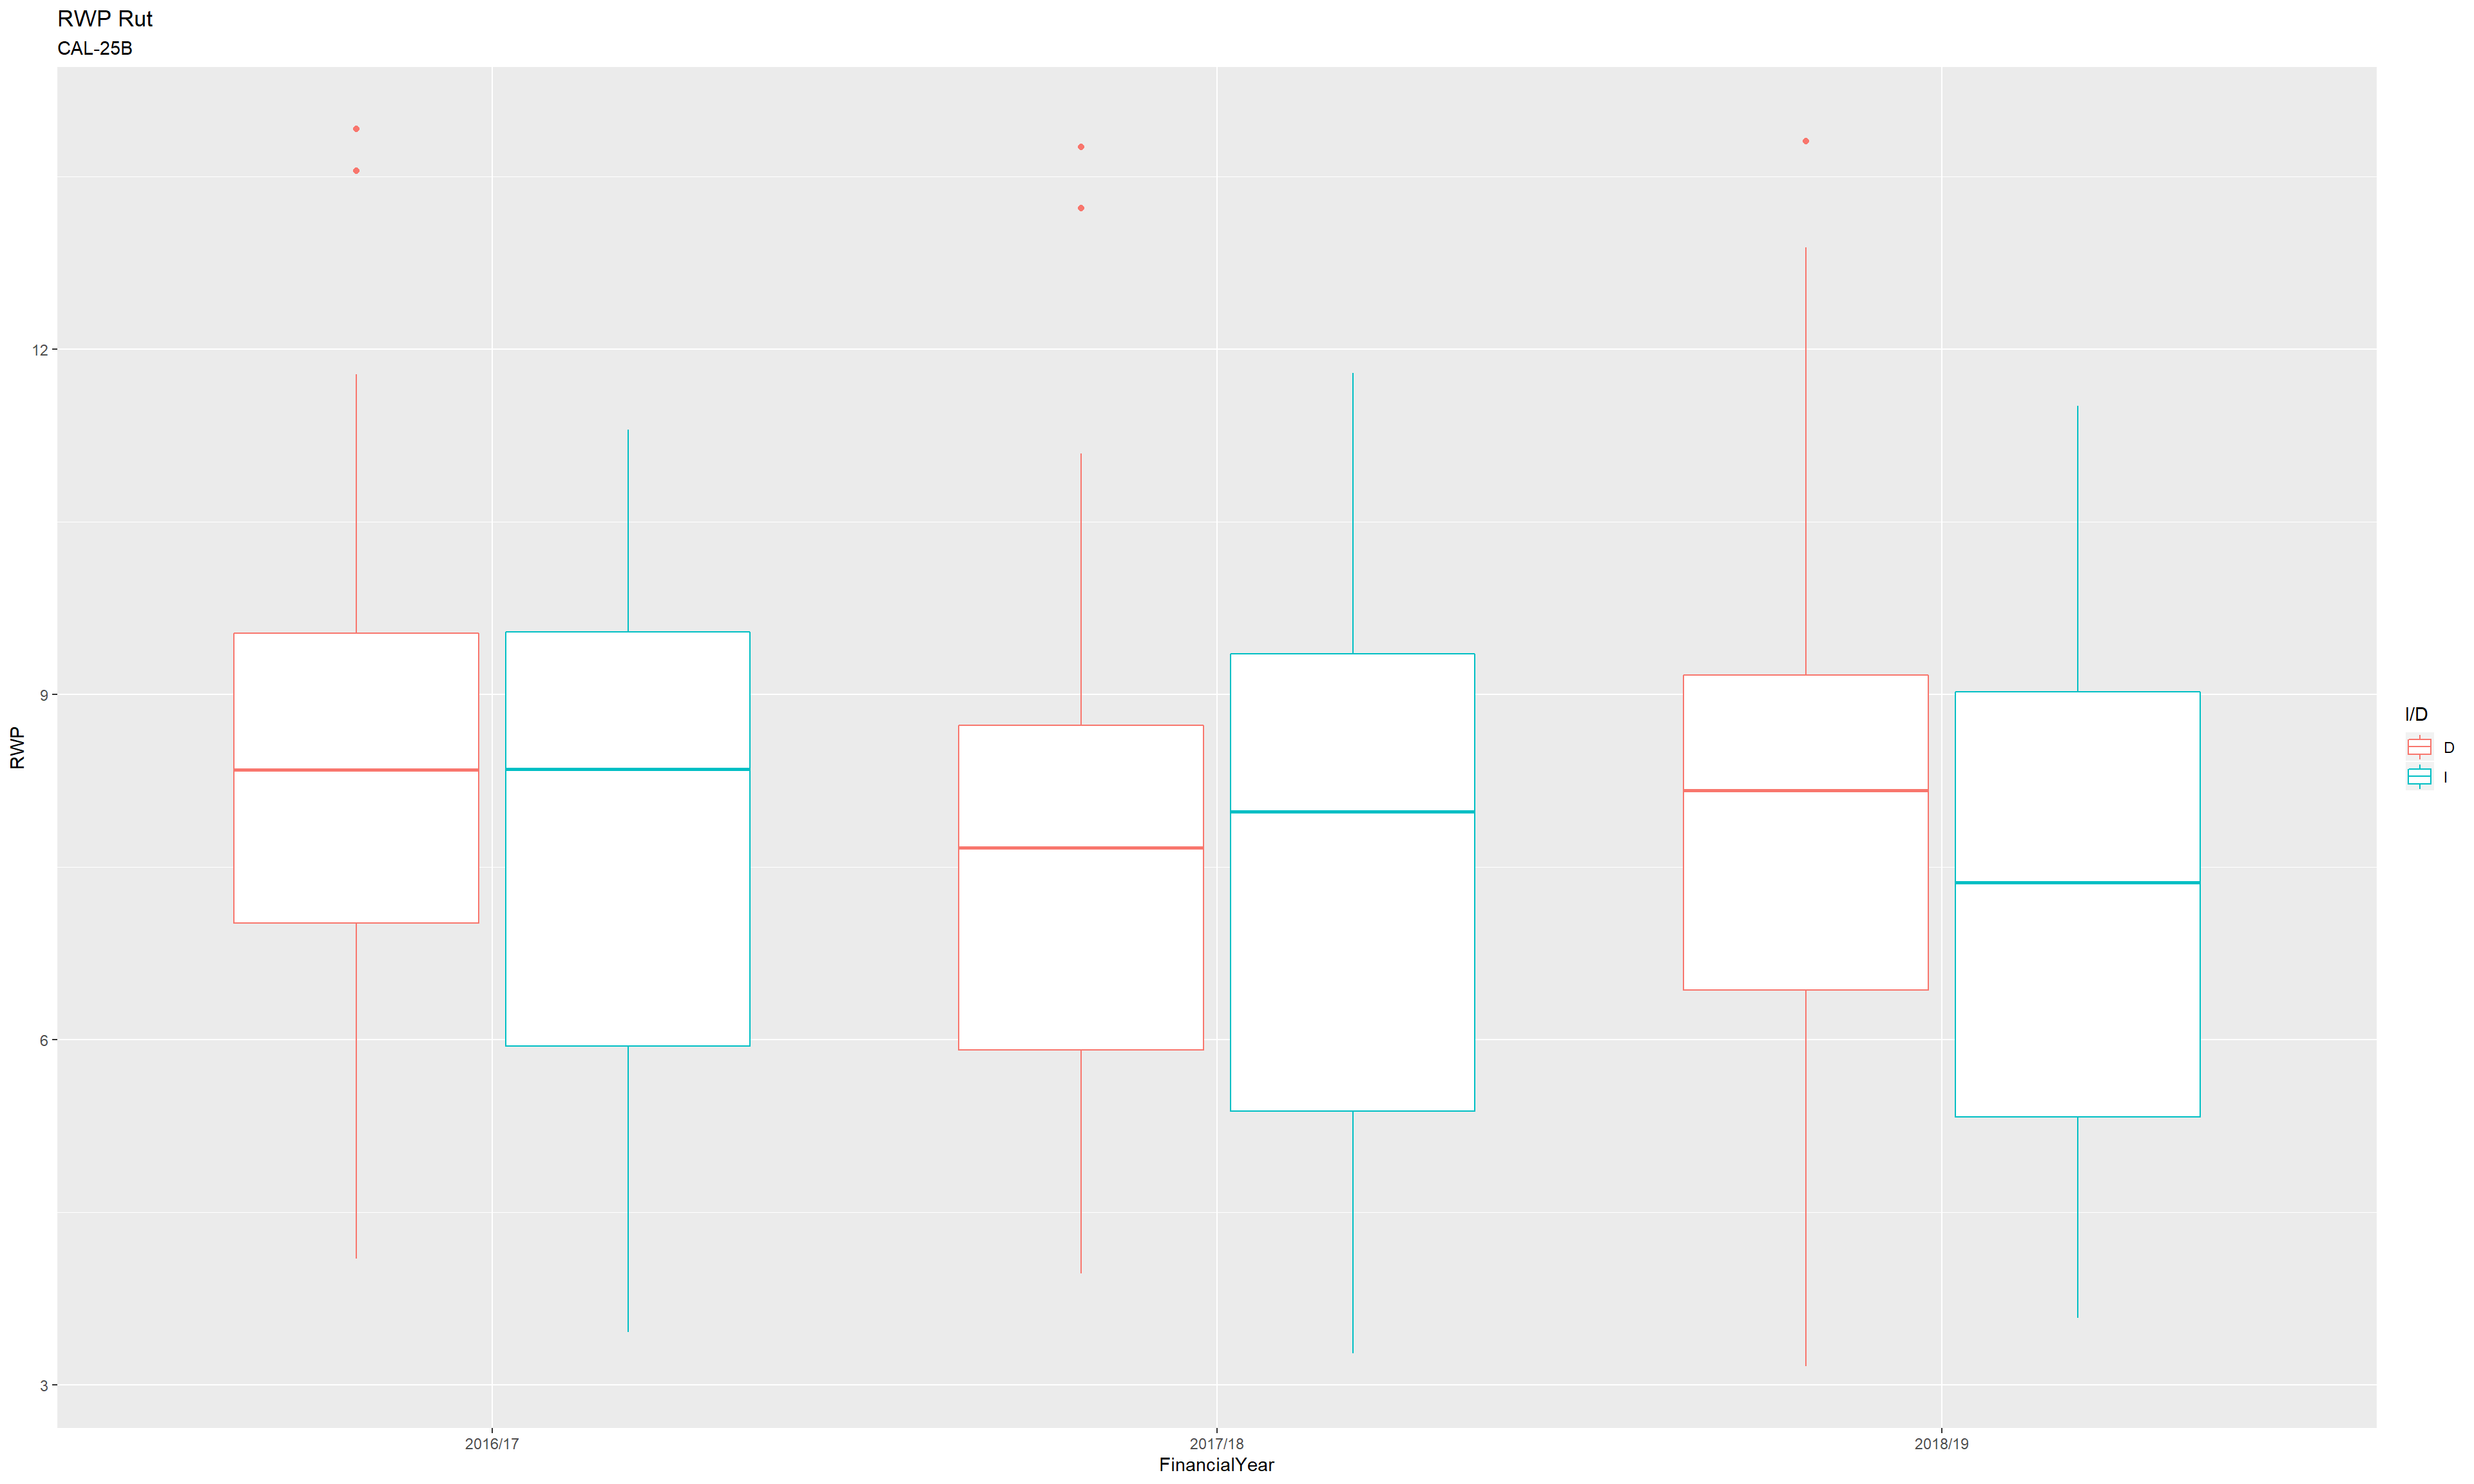 RWP Rut
CAL-25B
12
9
6
3
RWP
2016/17
2017/18
2018/19
FinancialYear
I/D
D
I